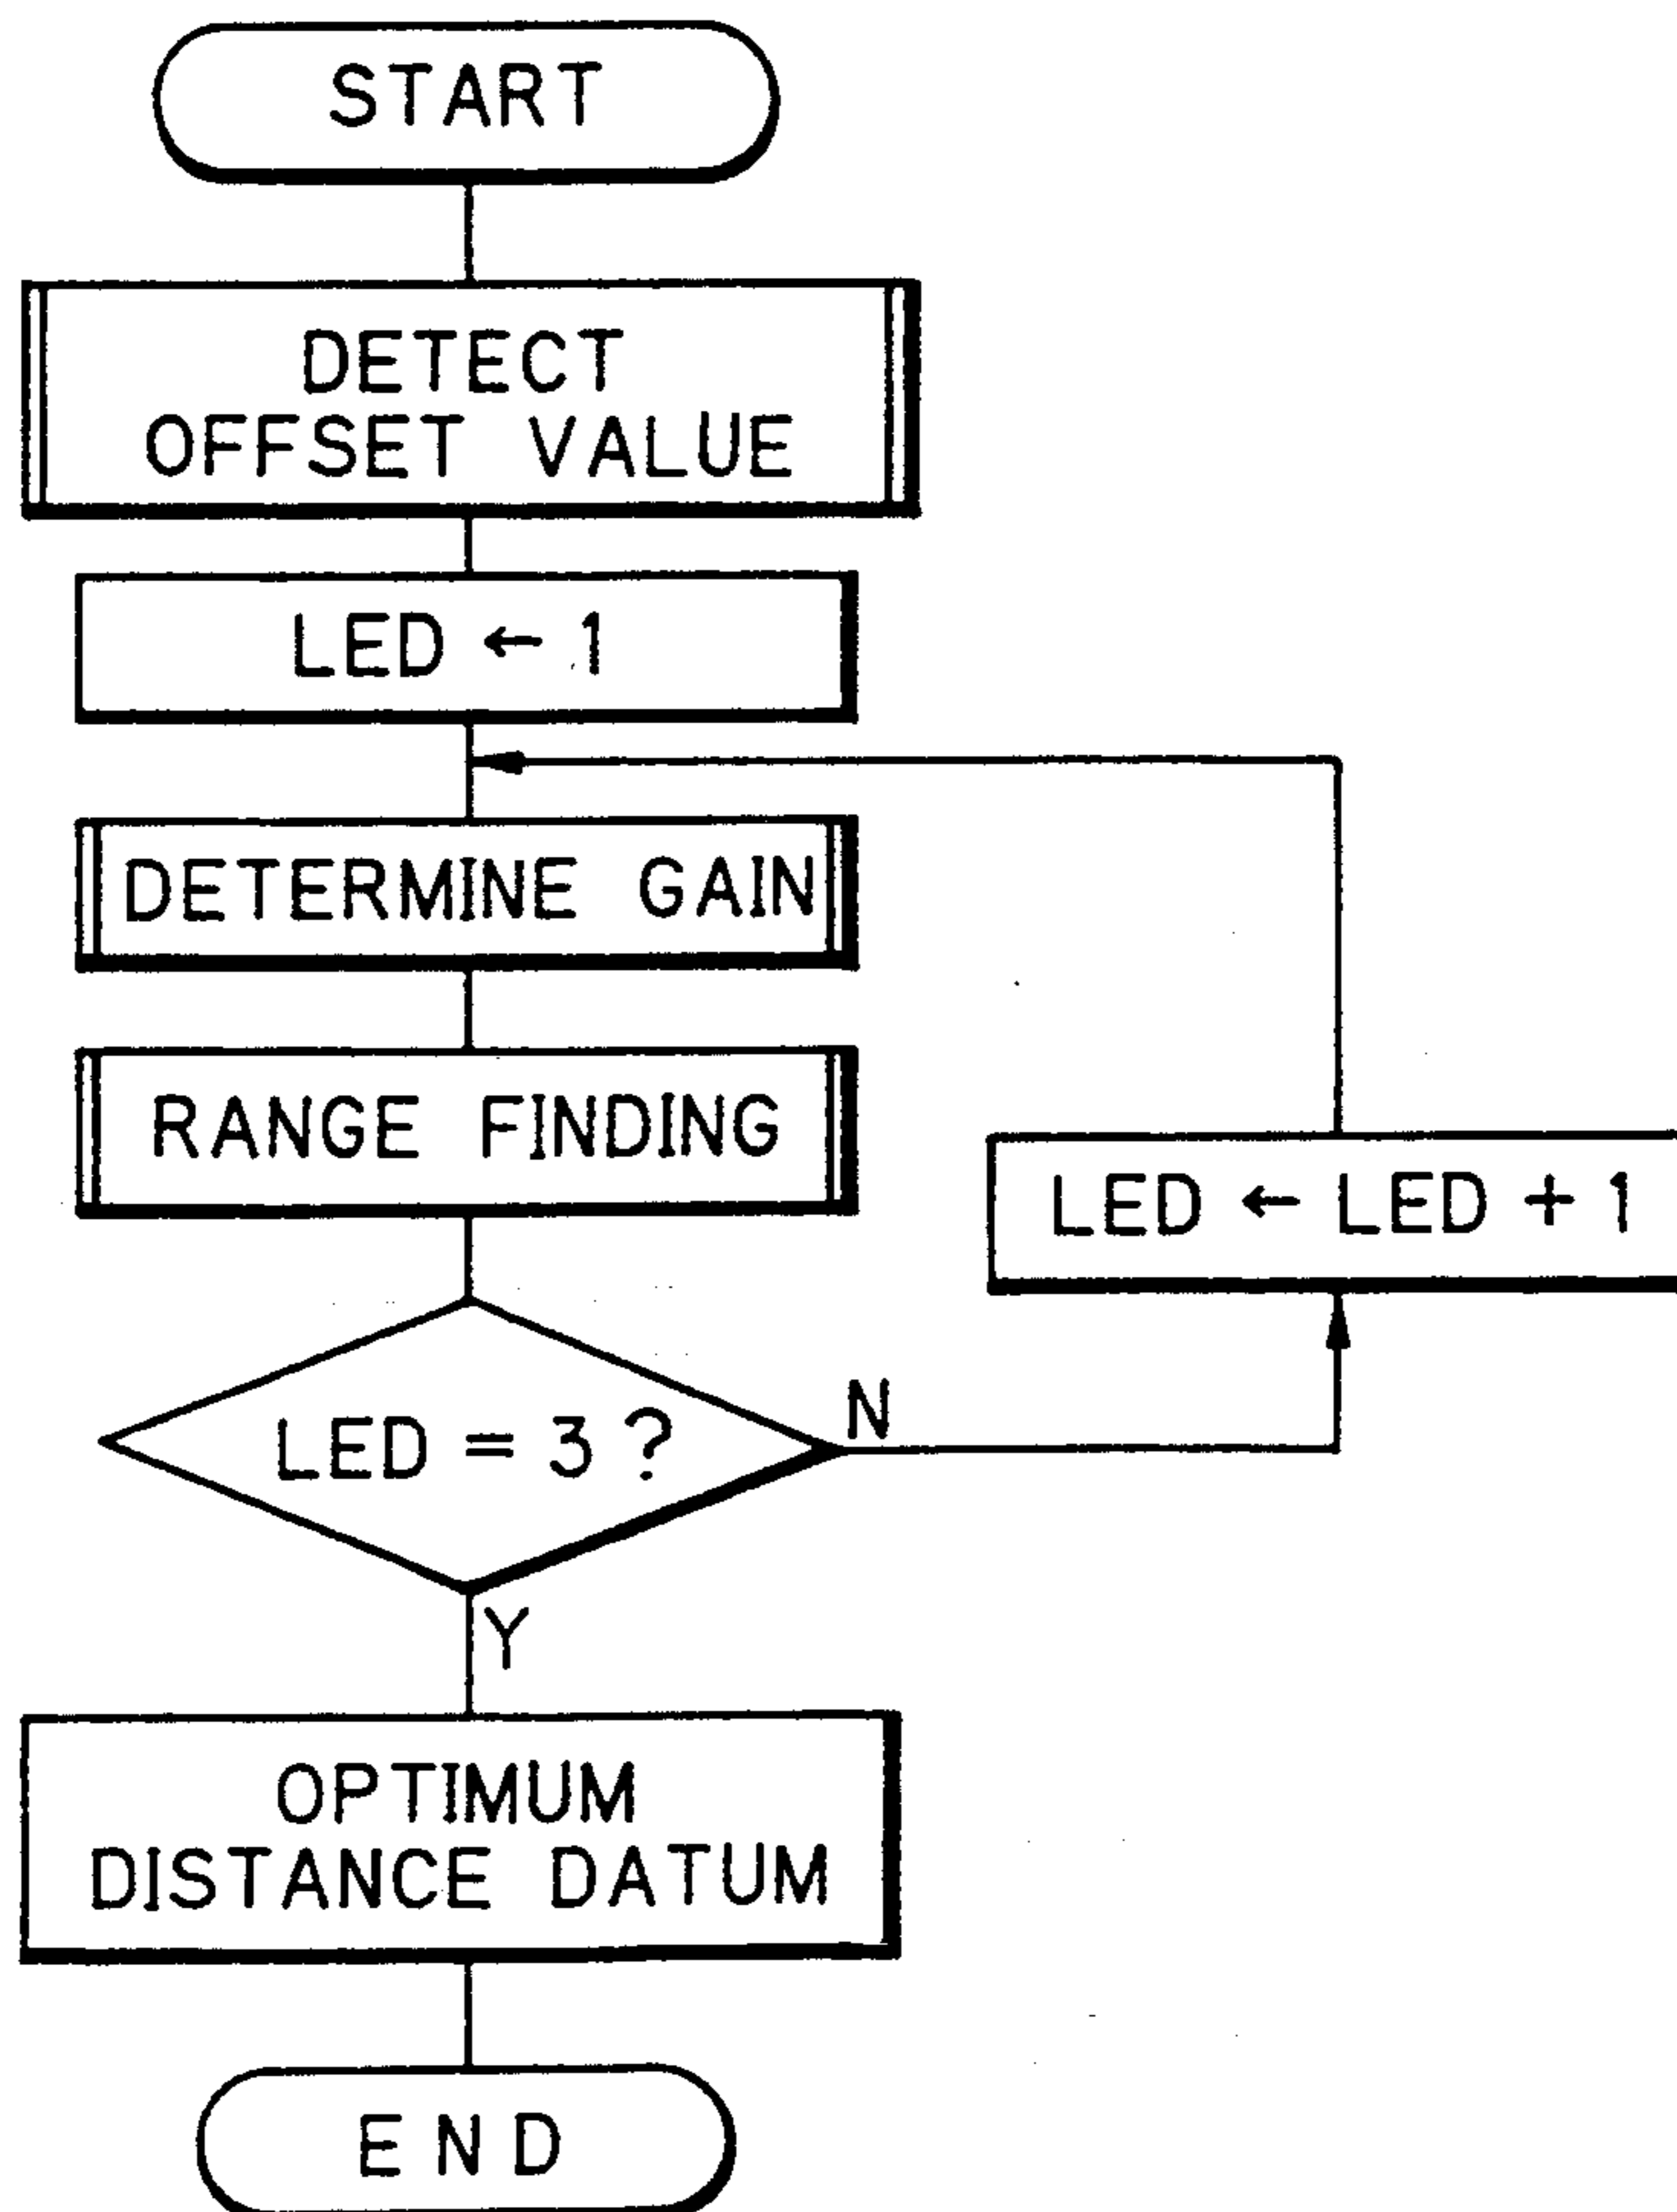 START
DETECT
OFFSET VALUE
LED ← 1
DETERMINE GAIN
RANGE FINDING
LED ← LED + 1
LED = 3 ?
N
Y
OPTIMUM
DISTANCE DATUM
END